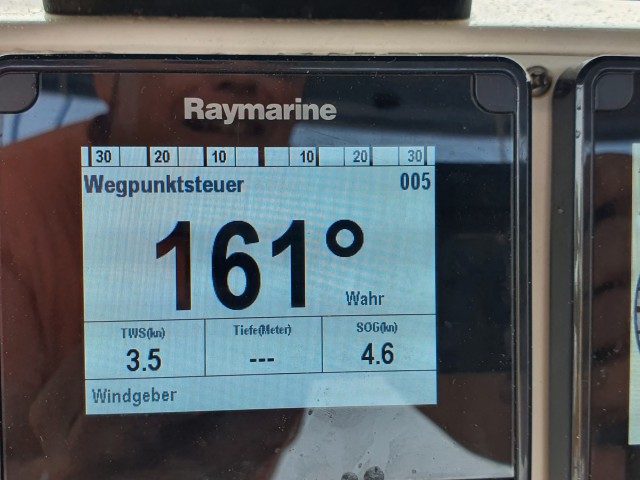 Raymarine
30 20 10 10 20 30
Wegpunktsteuer 005
161°
Wahr
TWS(kn) Tiefe(Meter) SOG(kn)
3.5 --- 4.6
Windgeber